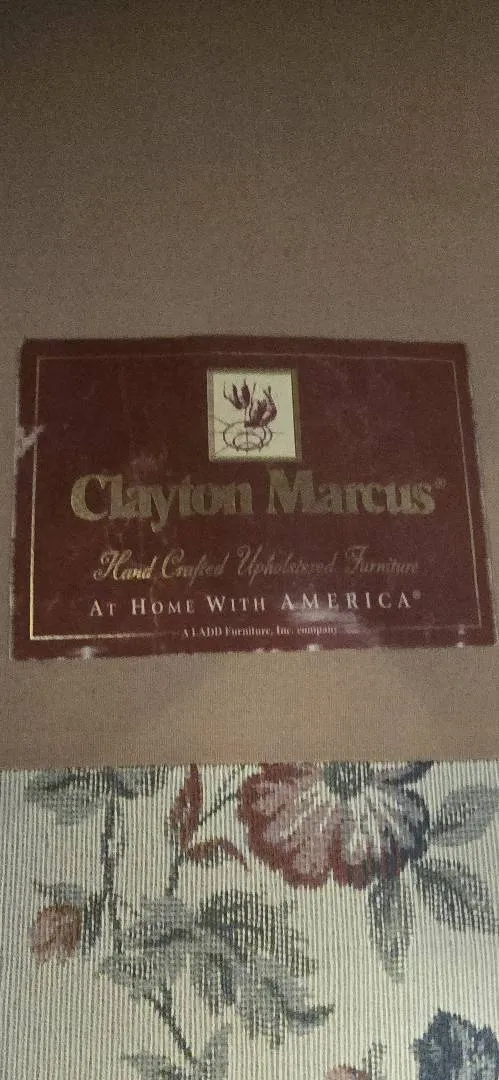 Clayton Marcus®
Hand Crafted Upholstered Furniture
AT HOME WITH AMERICA®
A LADD Furniture, Inc. company